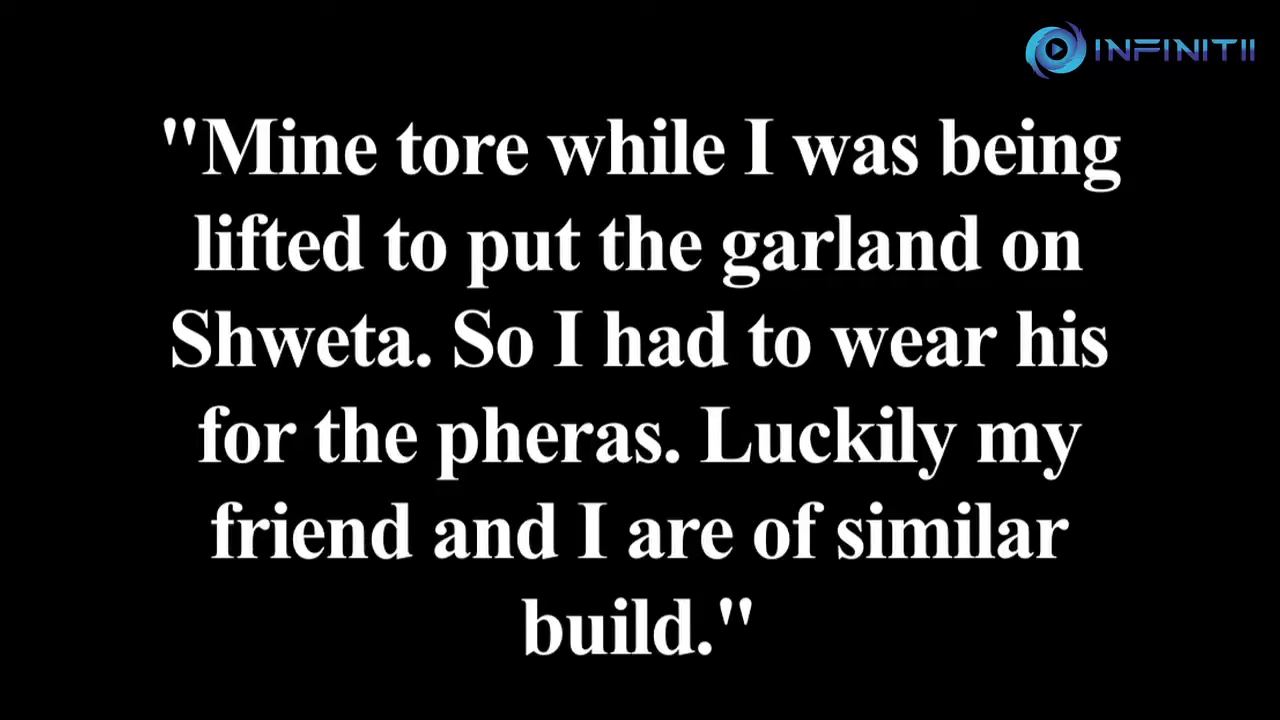 INFINITII
"Mine tore while I was being
lifted to put the garland on
Shweta. So I had to wear his
for the pheras. Luckily my
friend and I are of similar
build."